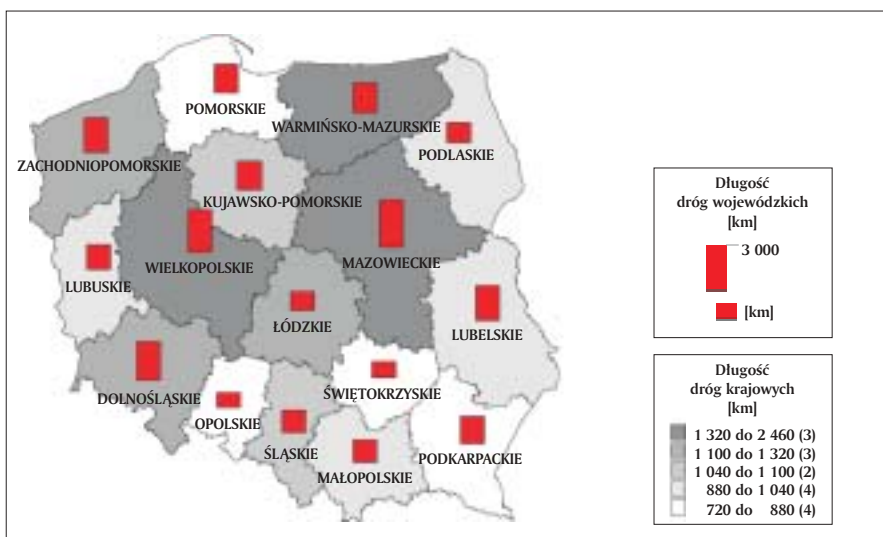 POMORSKIE
WARMIŃSKO-MAZURSKIE
PODLASKIE
ZACHODNIOPOMORSKIE
KUJAWSKO-POMORSKIE
WIELKOPOLSKIE
MAZOWIECKIE
LUBUSKIE
ŁÓDZKIE
LUBELSKIE
DOLNOŚLĄSKIE
OPOLSKIE
ŚWIĘTOKRZYSKIE
ŚLĄSKIE
MAŁOPOLSKIE
PODKARPACKIE
Długość
dróg wojewódzkich
[km]
3 000
[km]
Długość
dróg krajowych
[km]
1 320 do 2 460 (3)
1 100 do 1 320 (3)
1 040 do 1 100 (2)
880 do 1 040 (4)
720 do 880 (4)